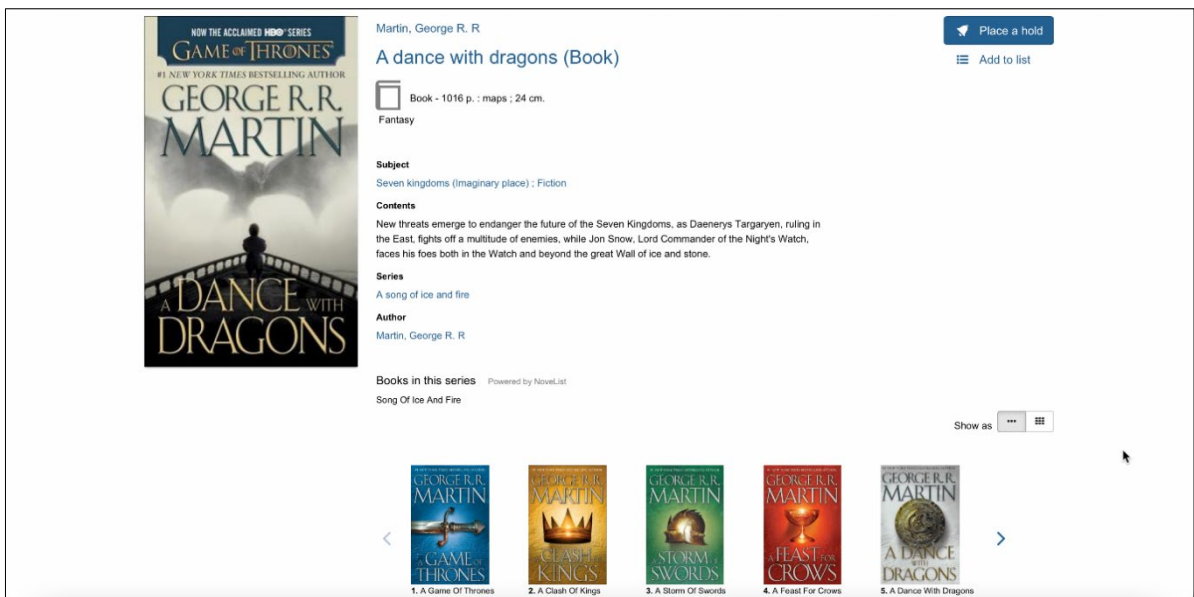 NOW THE ACCLAIMED HBO® SERIES
GAME OF THRONES
#1 NEW YORK TIMES BESTSELLING AUTHOR
GEORGE R.R.
MARTIN
A DANCE WITH
DRAGONS
Martin, George R. R
A dance with dragons (Book)
Book - 1016 p. : maps ; 24 cm.
Fantasy
Subject
Seven kingdoms (Imaginary place) ; Fiction
Contents
New threats emerge to endanger the future of the Seven Kingdoms, as Daenerys Targaryen, ruling in
the East, fights off a multitude of enemies, while Jon Snow, Lord Commander of the Night's Watch,
faces his foes both in the Watch and beyond the great Wall of ice and stone.
Series
A song of ice and fire
Author
Martin, George R. R
Place a hold
Add to list
Books in this series Powered by NoveList
Song Of Ice And Fire
Show as
GEORGE R.R.
MARTIN
A GAME OF
THRONES
1. A Game Of Thrones
GEORGE R.R.
MARTIN
A CLASH OF
KINGS
2. A Clash Of Kings
GEORGE R.R.
MARTIN
A STORM OF
SWORDS
3. A Storm Of Swords
GEORGE R.R.
MARTIN
A FEAST FOR
CROWS
4. A Feast For Crows
GEORGE R.R.
MARTIN
A DANCE
WITH
DRAGONS
5. A Dance With Dragons